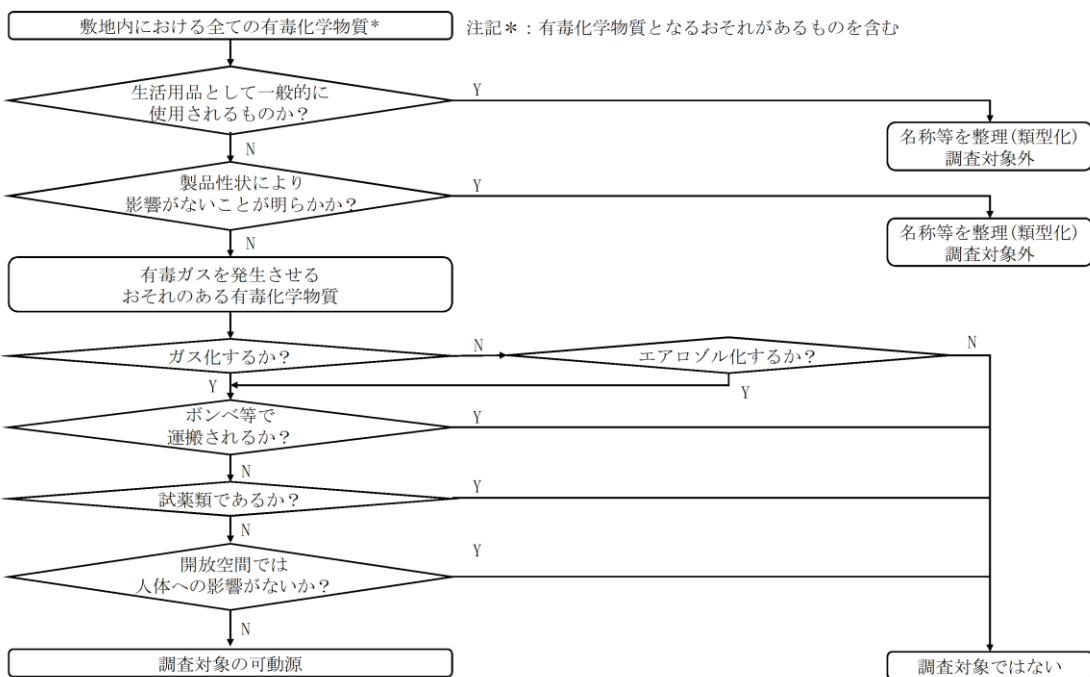 敷地内における全ての有毒化学物質*
注記*：有毒化学物質となるおそれがあるものを含む
生活用品として一般的に
使用されるものか？
Y
名称等を整理(類型化)
調査対象外
N
製品性状により
影響がないことが明らかか？
Y
名称等を整理(類型化)
調査対象外
N
有毒ガスを発生させる
おそれのある有毒化学物質
ガス化するか？
N
エアロゾル化するか？
N
Y
Y
ボンベ等で
運搬されるか？
Y
N
試薬類であるか？
Y
N
開放空間では
人体への影響がないか？
Y
N
調査対象の可動源
調査対象ではない